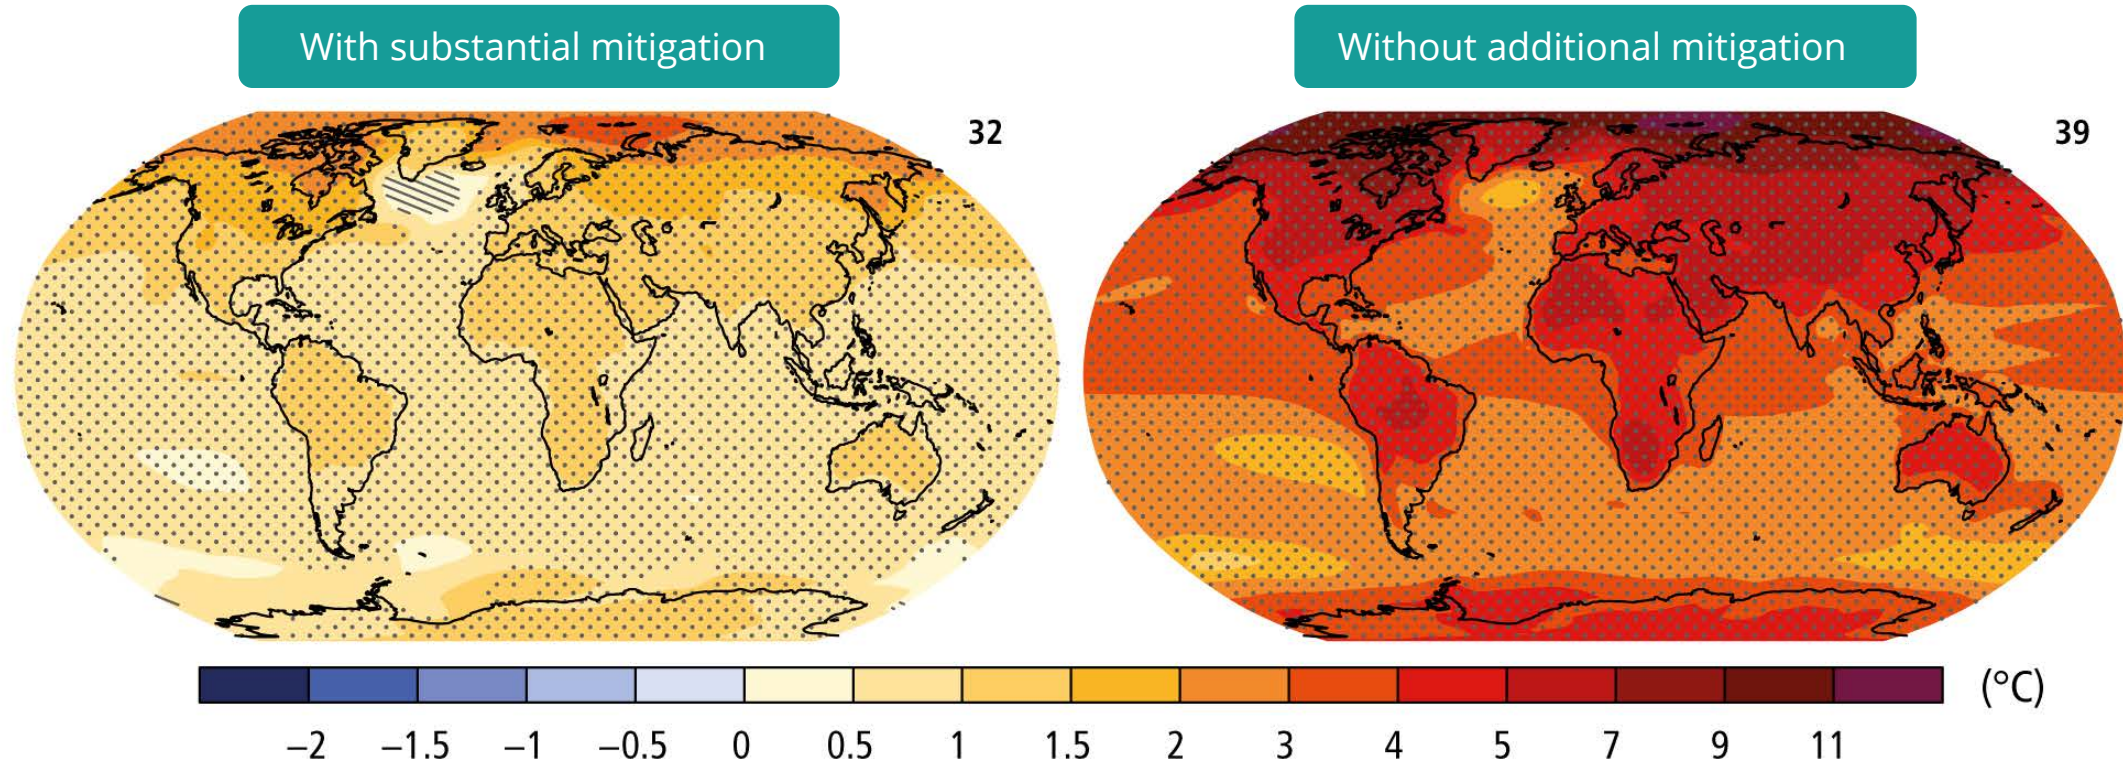 With substantial mitigation
Without additional mitigation
32
39
(°C)
−2 −1.5 −1 −0.5 0 0.5 1 1.5 2 3 4 5 7 9 11